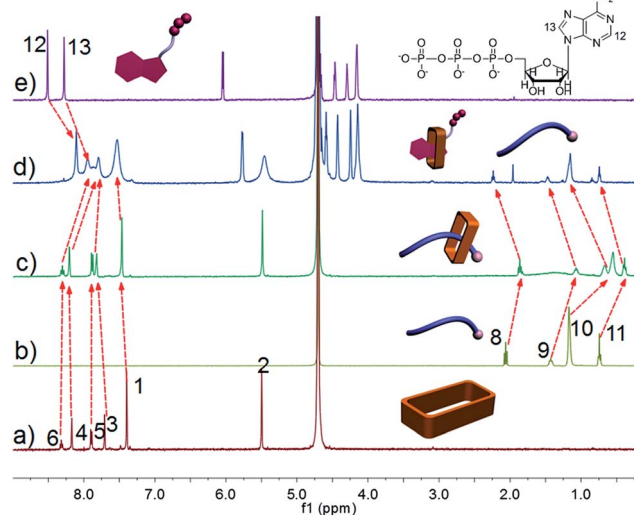 2
12 13
N
N
13
12
N
N
O O O
-O P O P O P O
O- O- O-
O
H H
H H
OH OH
e)
d)
c)
8 9 10 11
b)
1 2
6 4 5 3
a)
8.0 7.0 6.0 5.0 4.0 3.0 2.0 1.0
f1 (ppm)